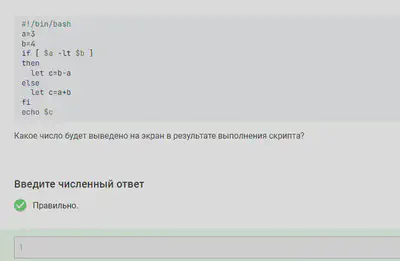 #!/bin/bash
a=3
b=4
if [ $a -lt $b ]
then
  let c=b-a
else
  let c=a+b
fi
echo $c
Какое число будет выведено на экран в результате выполнения скрипта?
Введите численный ответ
Правильно.
1